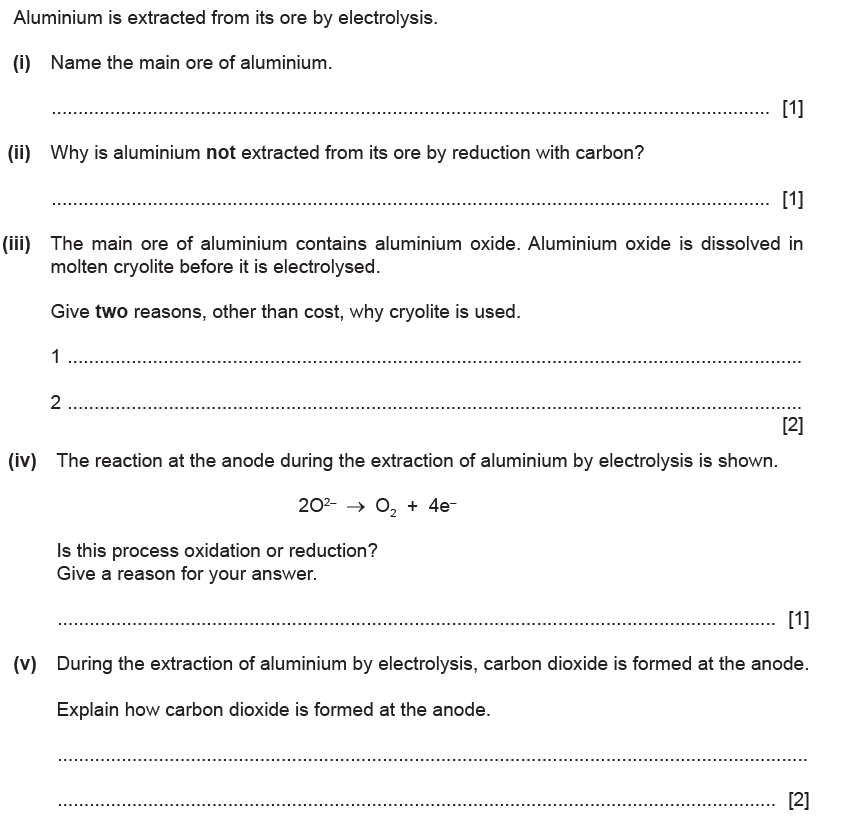 Aluminium is extracted from its ore by electrolysis.
(i) Name the main ore of aluminium.
.......................................................................................................................................... [1]
(ii) Why is aluminium not extracted from its ore by reduction with carbon?
.......................................................................................................................................... [1]
(iii) The main ore of aluminium contains aluminium oxide. Aluminium oxide is dissolved in
molten cryolite before it is electrolysed.
Give two reasons, other than cost, why cryolite is used.
1 ..........................................................................................................................................
2 ..........................................................................................................................................
[2]
(iv) The reaction at the anode during the extraction of aluminium by electrolysis is shown.
2O²⁻ → O₂ + 4e⁻
Is this process oxidation or reduction?
Give a reason for your answer.
.......................................................................................................................................... [1]
(v) During the extraction of aluminium by electrolysis, carbon dioxide is formed at the anode.
Explain how carbon dioxide is formed at the anode.
................................................................................................................................................
.......................................................................................................................................... [2]